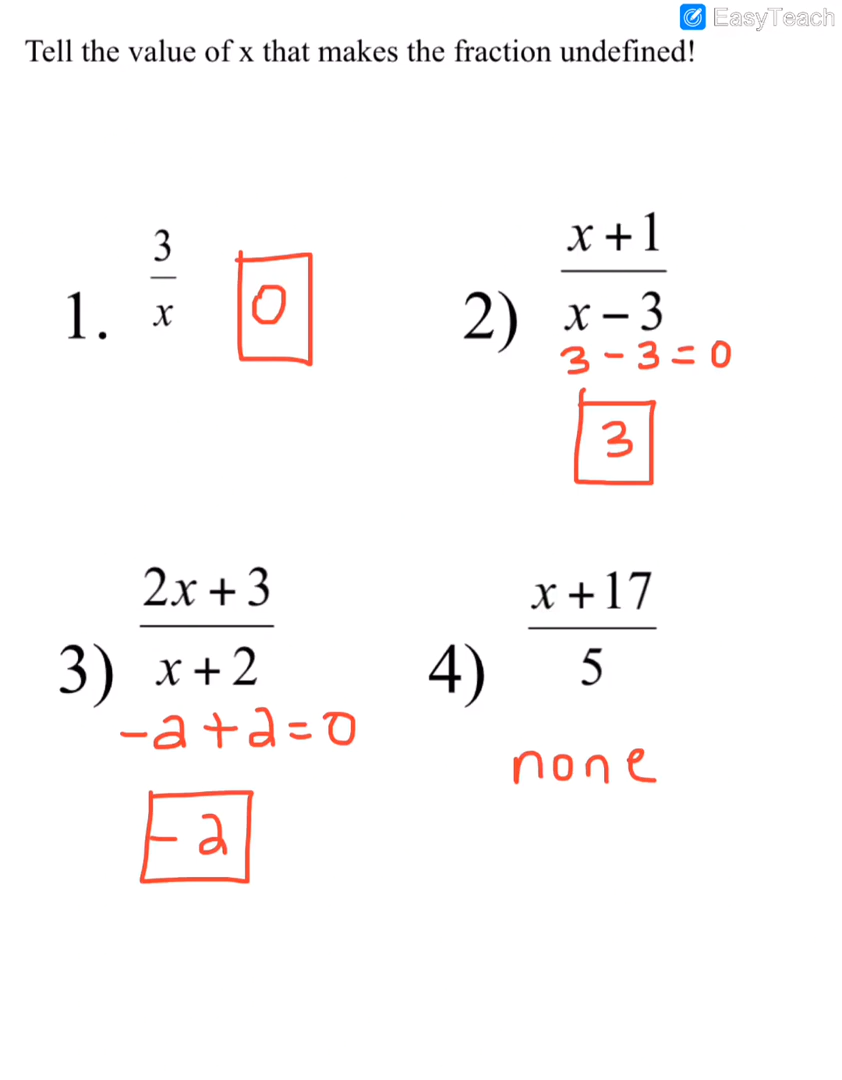 EasyTeach
Tell the value of x that makes the fraction undefined!
1. 3/x
0
2) x + 1 / x − 3
3 - 3 = 0
3
3) 2x + 3 / x + 2
-2+2=0
-2
4) x + 17 / 5
none